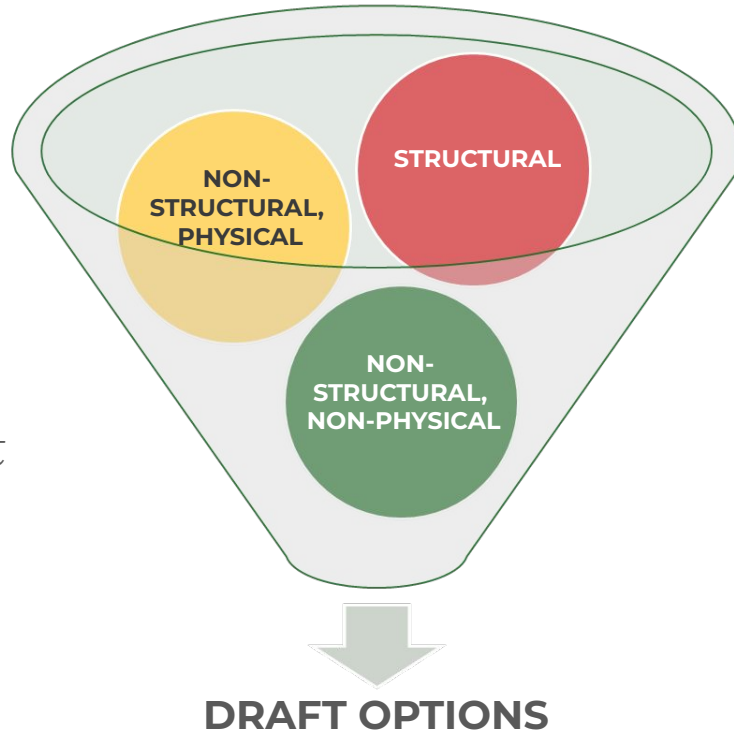 STRUCTURAL
NON-
STRUCTURAL,
PHYSICAL
NON-
STRUCTURAL,
NON-PHYSICAL
DRAFT OPTIONS